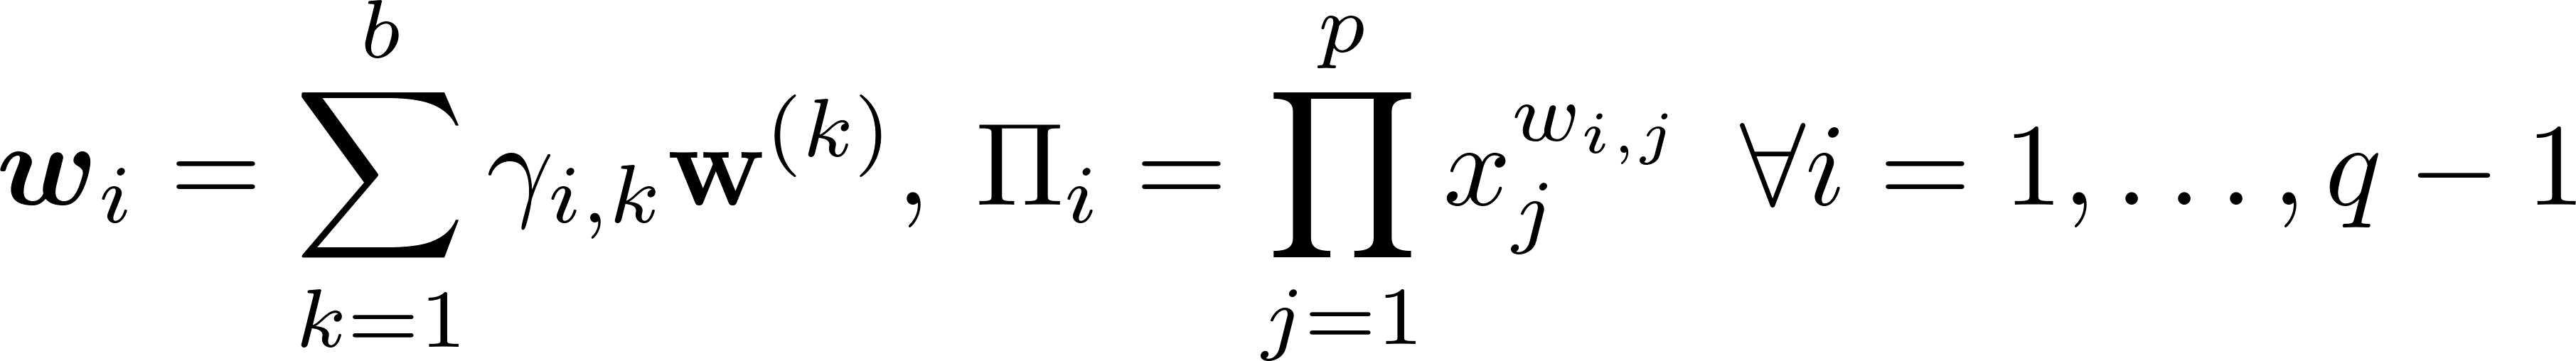 $\boldsymbol{w}_i = \sum_{k=1}^{b} \gamma_{i,k} \mathbf{w}^{(k)}, \ \Pi_i = \prod_{j=1}^{p} x_j^{w_{i,j}} \ \forall i = 1, \ldots, q-1$